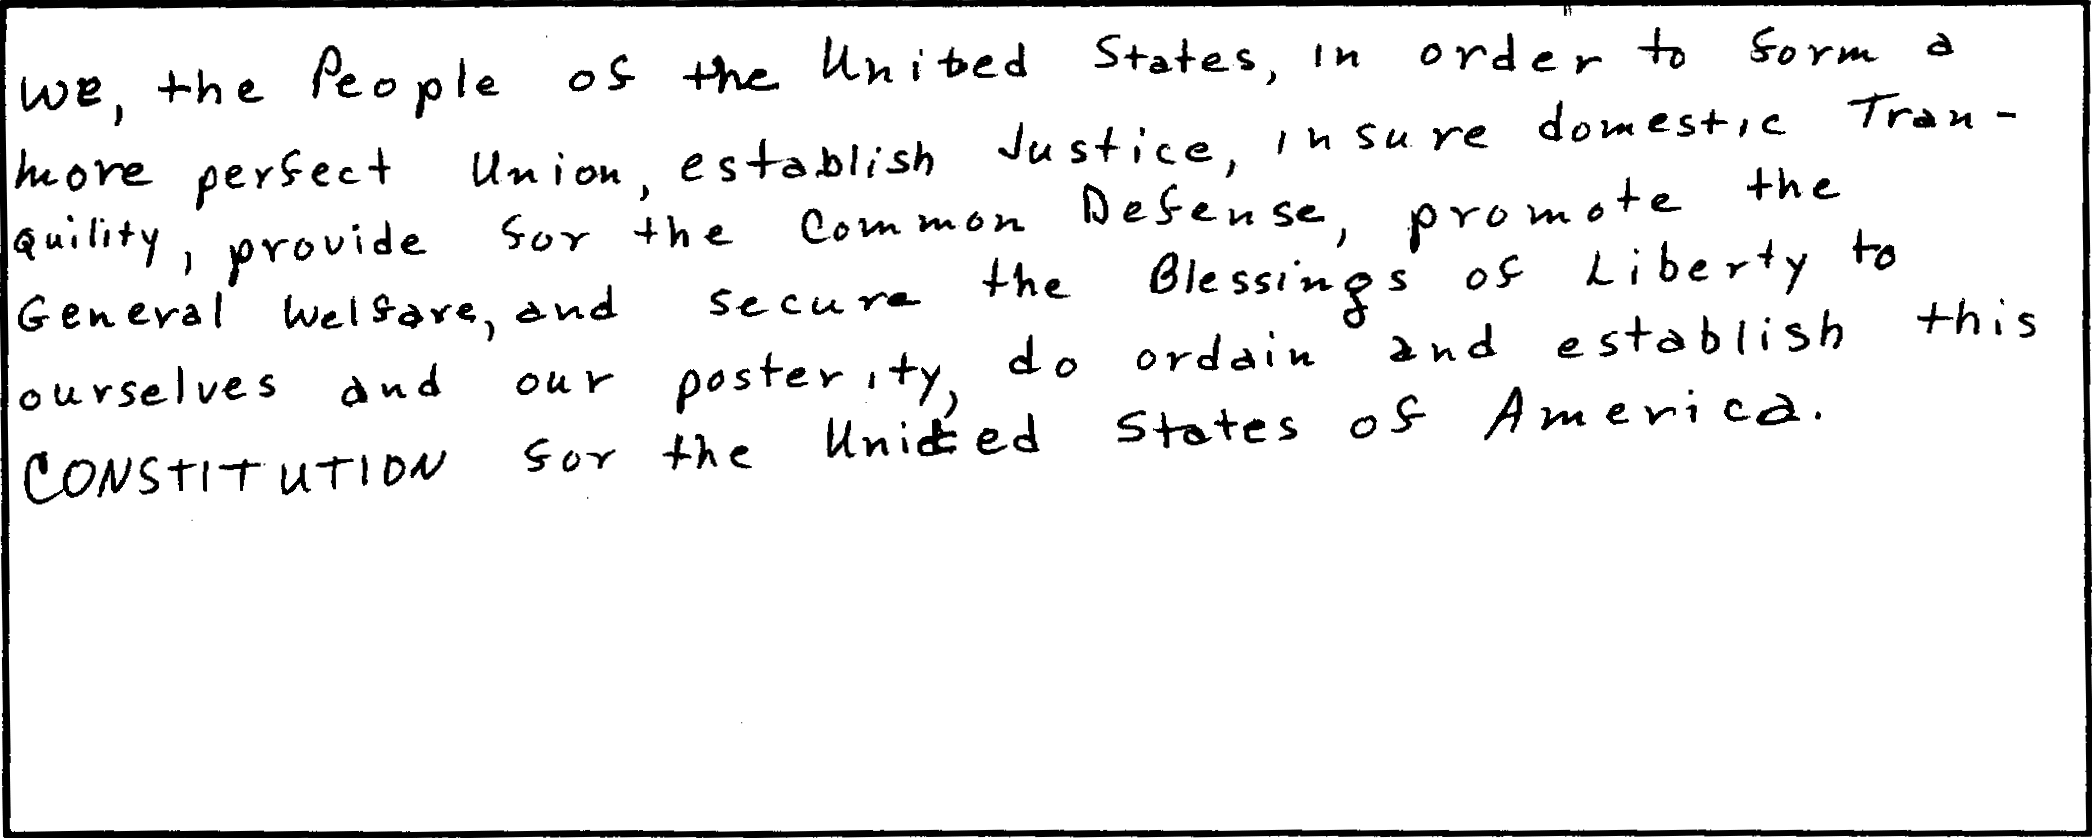 We, the People of the United States, in order to form a
more perfect Union, establish Justice, insure domestic Tran-
quility, provide for the Common Defense, promote the
General Welfare, and secure the Blessings of Liberty to
ourselves and our posterity, do ordain and establish this
CONSTITUTION for the United States of America.